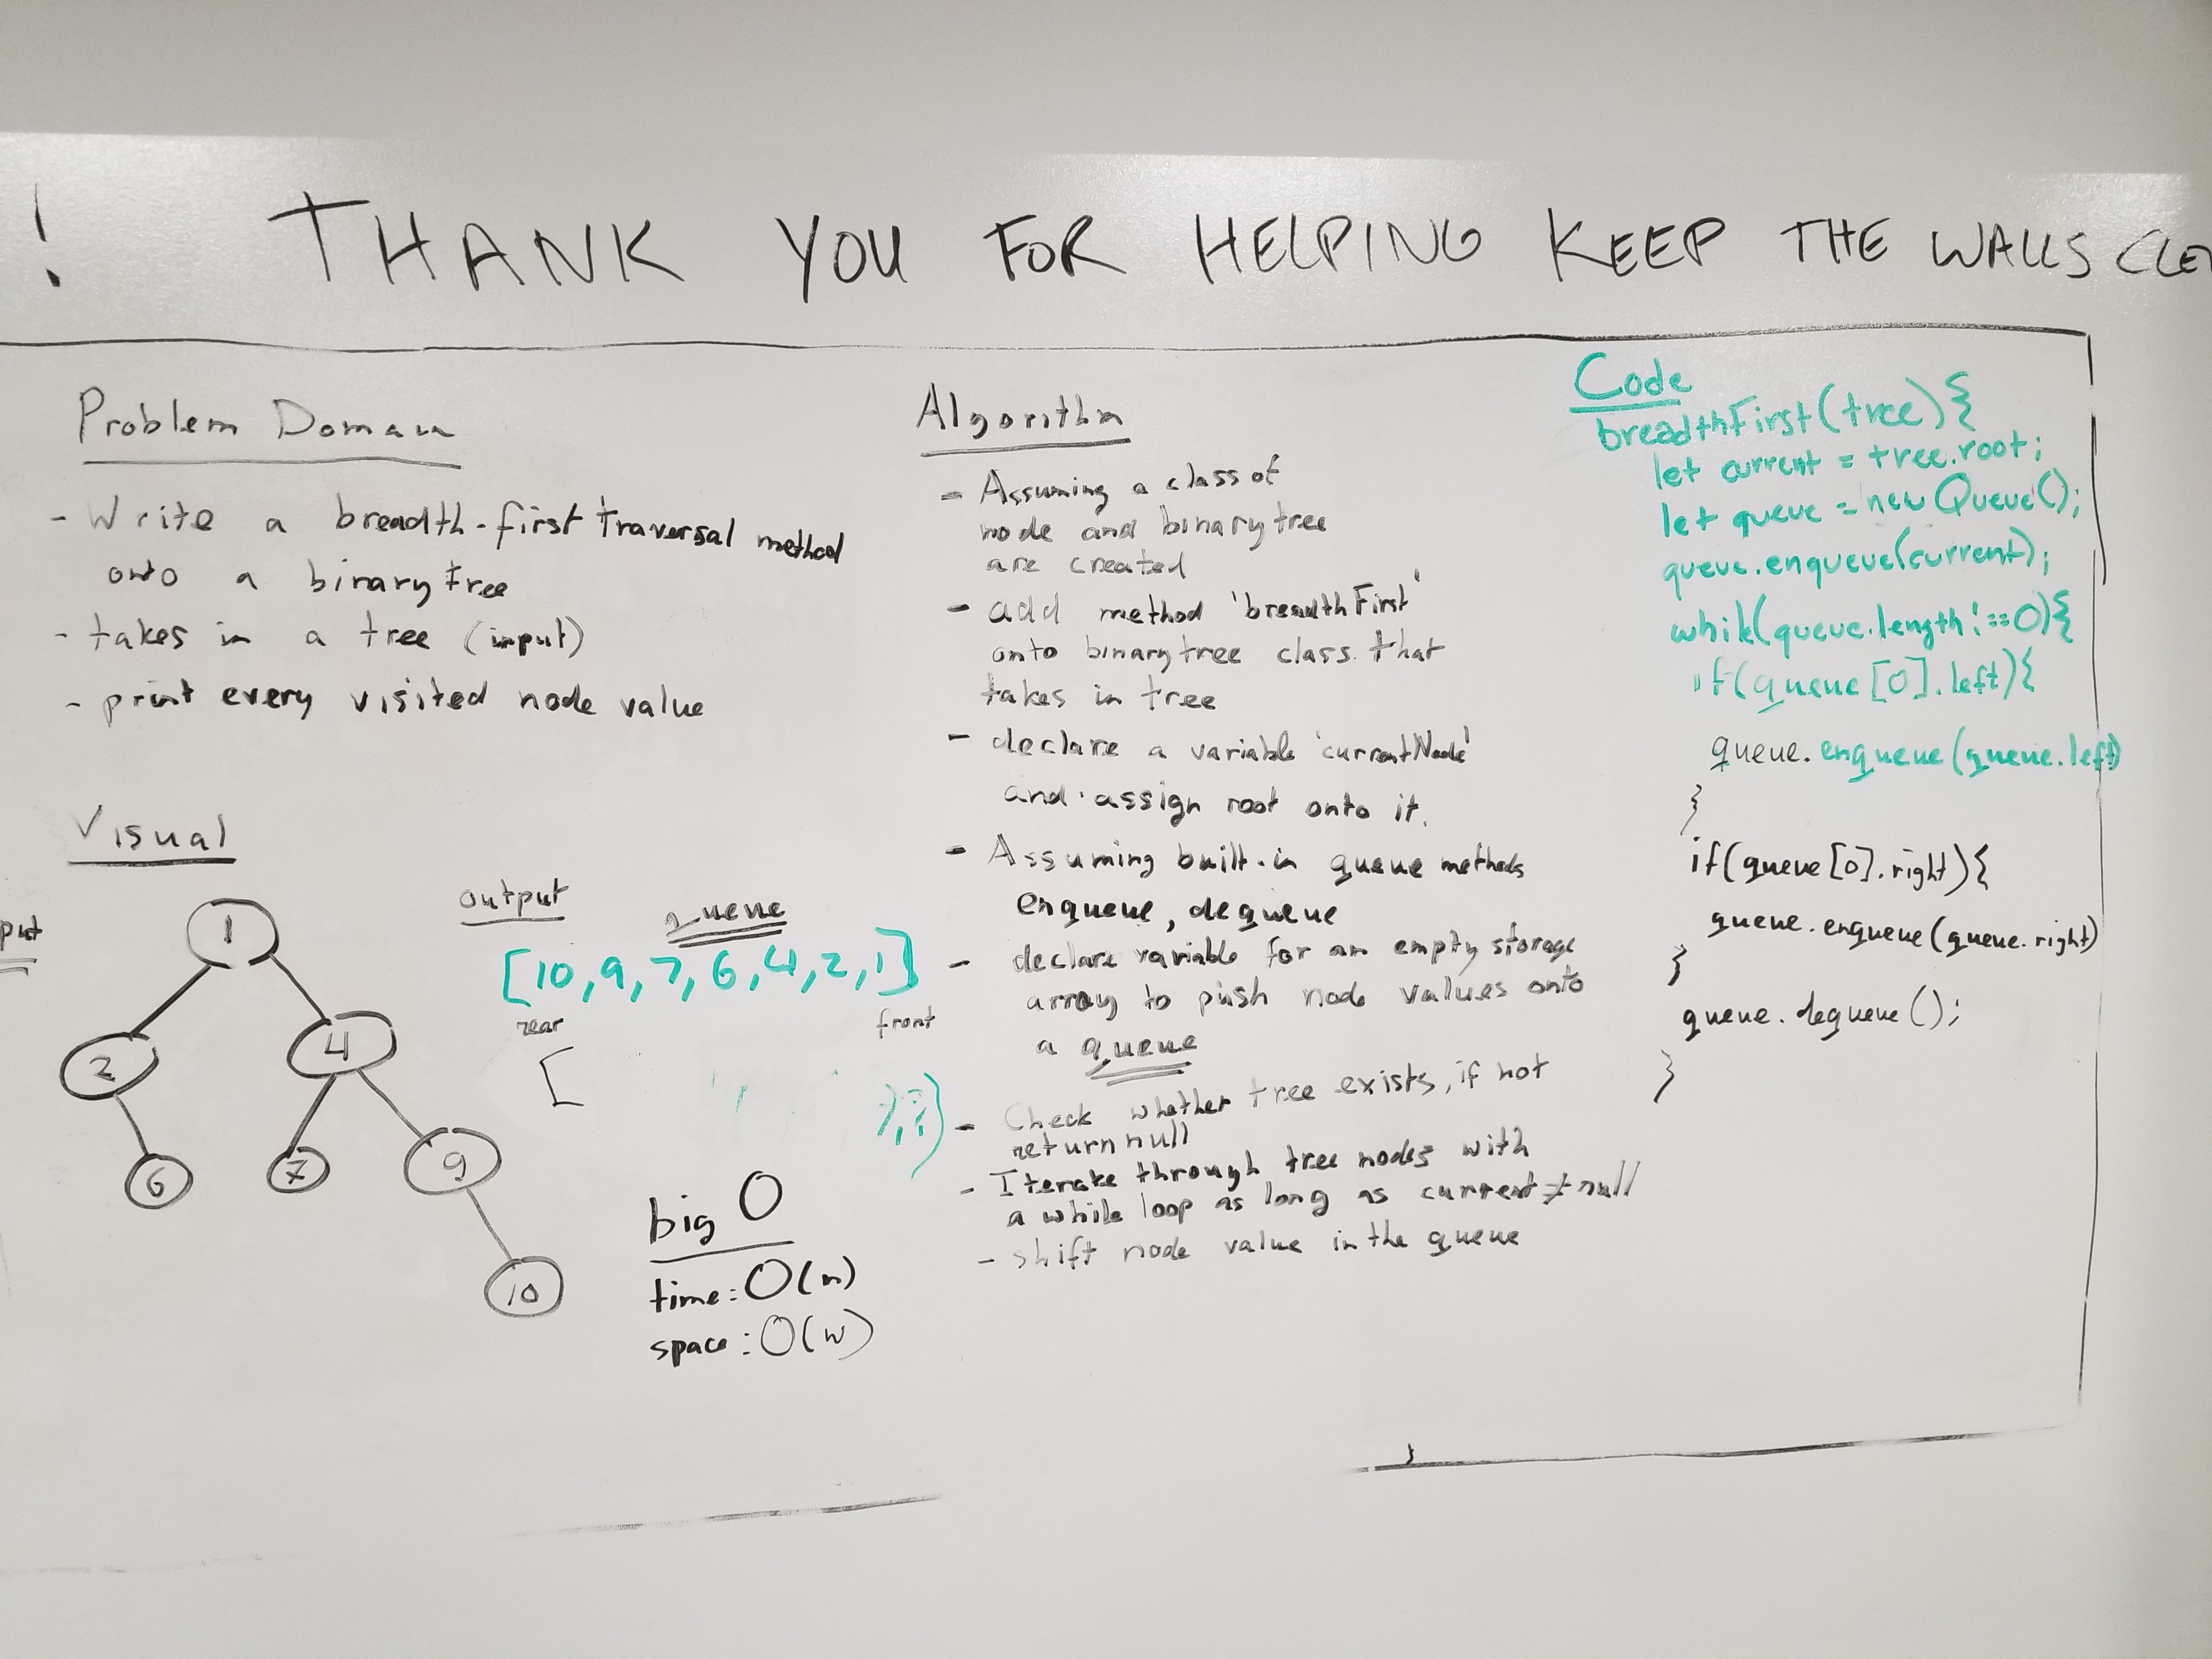 ! THANK YOU FOR HELPING KEEP THE WALLS CLE
Problem Domain
- Write a breadth-first traversal method
onto a binary tree
- takes in a tree (input)
- print every visited node value
Visual
put
1
2
4
6
7
9
10
output
queue
[10, 9, 7, 6, 4, 2, 1]
rear
front
[
big O
time: O(n)
space: O(w)
Algorithm
- Assuming a class of
node and binary tree
are created
- add method 'breadthFirst'
onto binary tree class that
takes in tree
- declare a variable 'currentNode'
and assign root onto it.
- Assuming built-in queue methods
enqueue, dequeue
- declare variable for an empty storage
array to push node values onto
a queue
- Check whether tree exists, if not
return null
- Iterate through tree nodes with
a while loop as long as current ≠ null
- shift node value in the queue
Code
breadthFirst(tree){
let current = tree.root;
let queue = new Queue();
queue.enqueue(current);
while(queue.length!==0){
if(queue[0].left){
queue.enqueue(queue.left)
}
if(queue[0].right){
queue.enqueue(queue.right)
}
queue.dequeue();
}
}